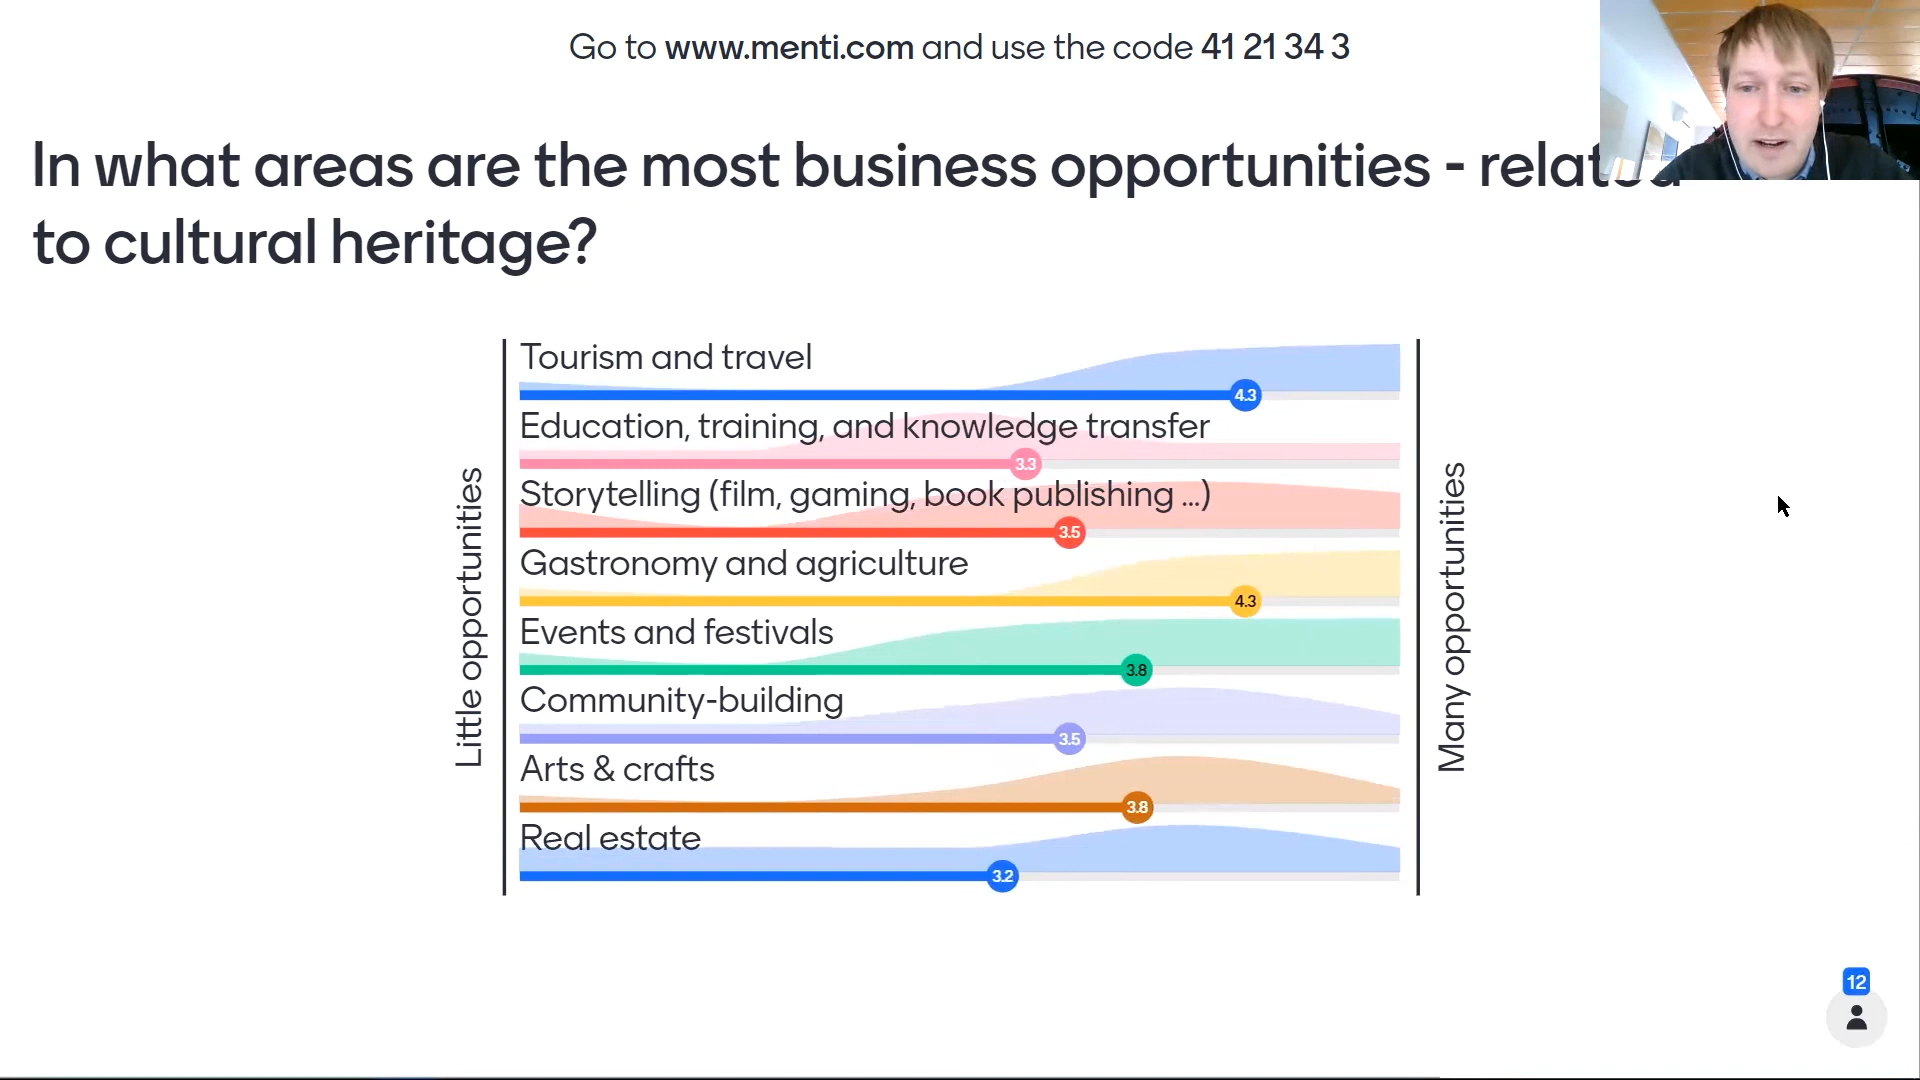 Go to www.menti.com and use the code 41 21 34 3
In what areas are the most business opportunities - related
to cultural heritage?
Little opportunities
Many opportunities
Tourism and travel
4.3
Education, training, and knowledge transfer
3.3
Storytelling (film, gaming, book publishing ...)
3.5
Gastronomy and agriculture
4.3
Events and festivals
3.8
Community-building
3.5
Arts & crafts
3.8
Real estate
3.2
12